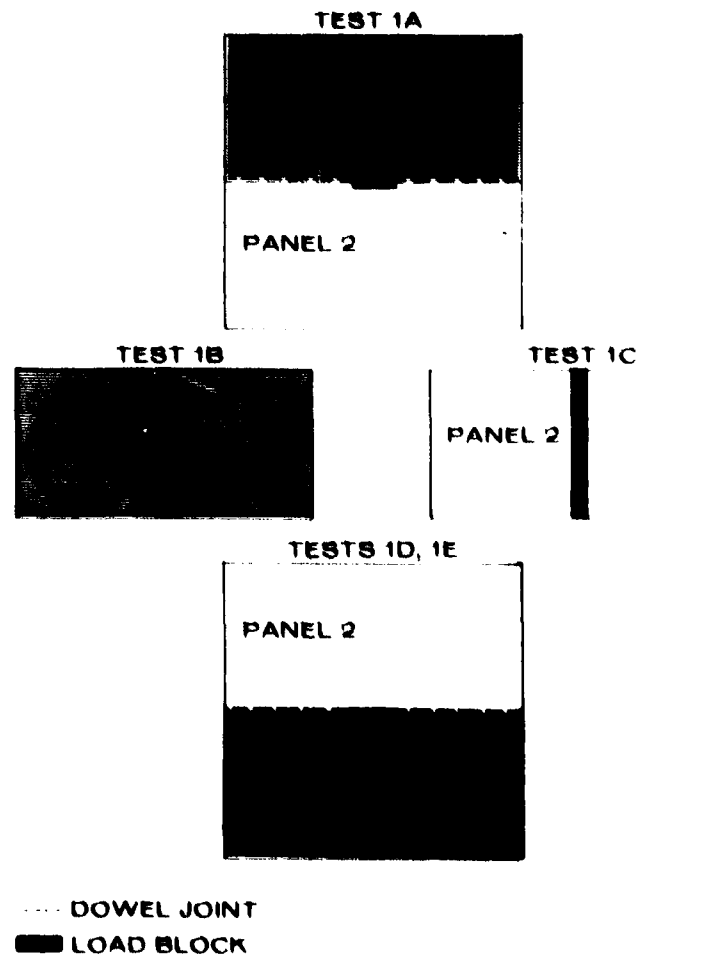 TEST 1A
PANEL 2
TEST 1B
TEST 1C
PANEL 2
TESTS 1D, 1E
PANEL 2
DOWEL JOINT
LOAD BLOCK